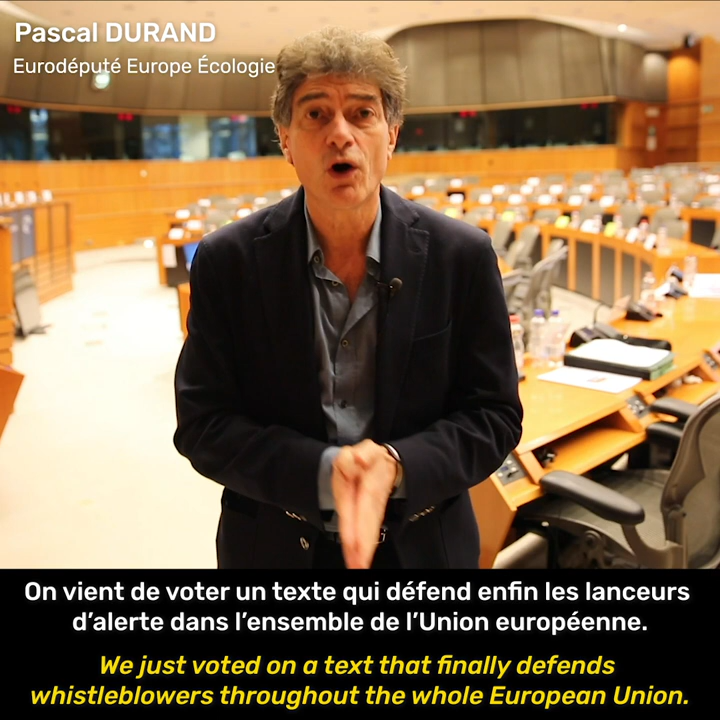 Pascal DURAND
Eurodéputé Europe Écologie
On vient de voter un texte qui défend enfin les lanceurs
d’alerte dans l’ensemble de l’Union européenne.
We just voted on a text that finally defends
whistleblowers throughout the whole European Union.